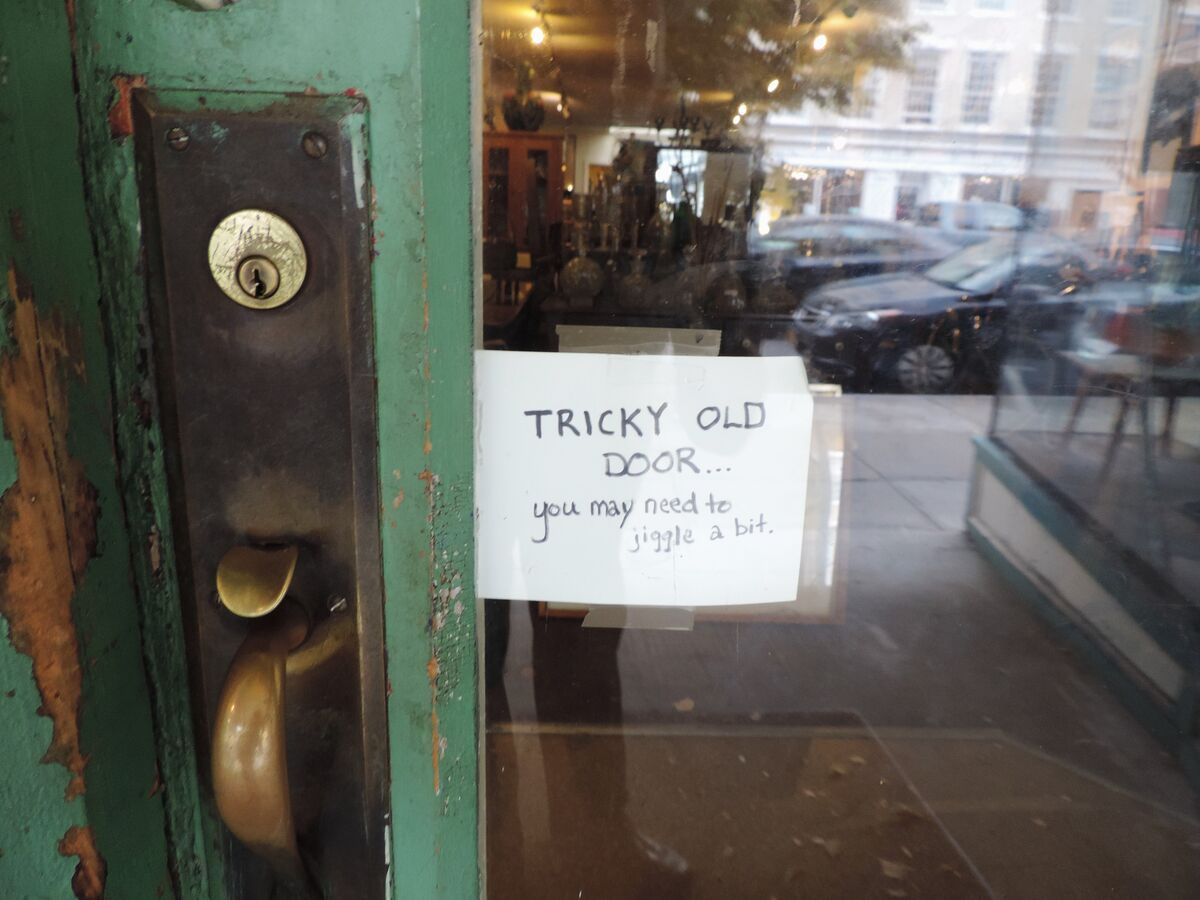 TRICKY OLD
DOOR...
you may need to
jiggle a bit.